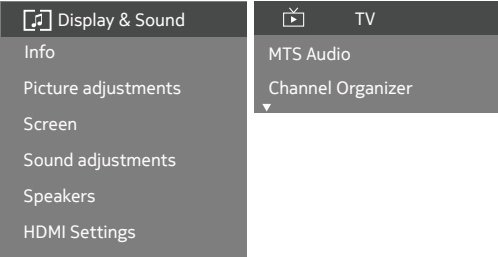 Display & Sound
Info
Picture adjustments
Screen
Sound adjustments
Speakers
HDMI Settings
TV
MTS Audio
Channel Organizer